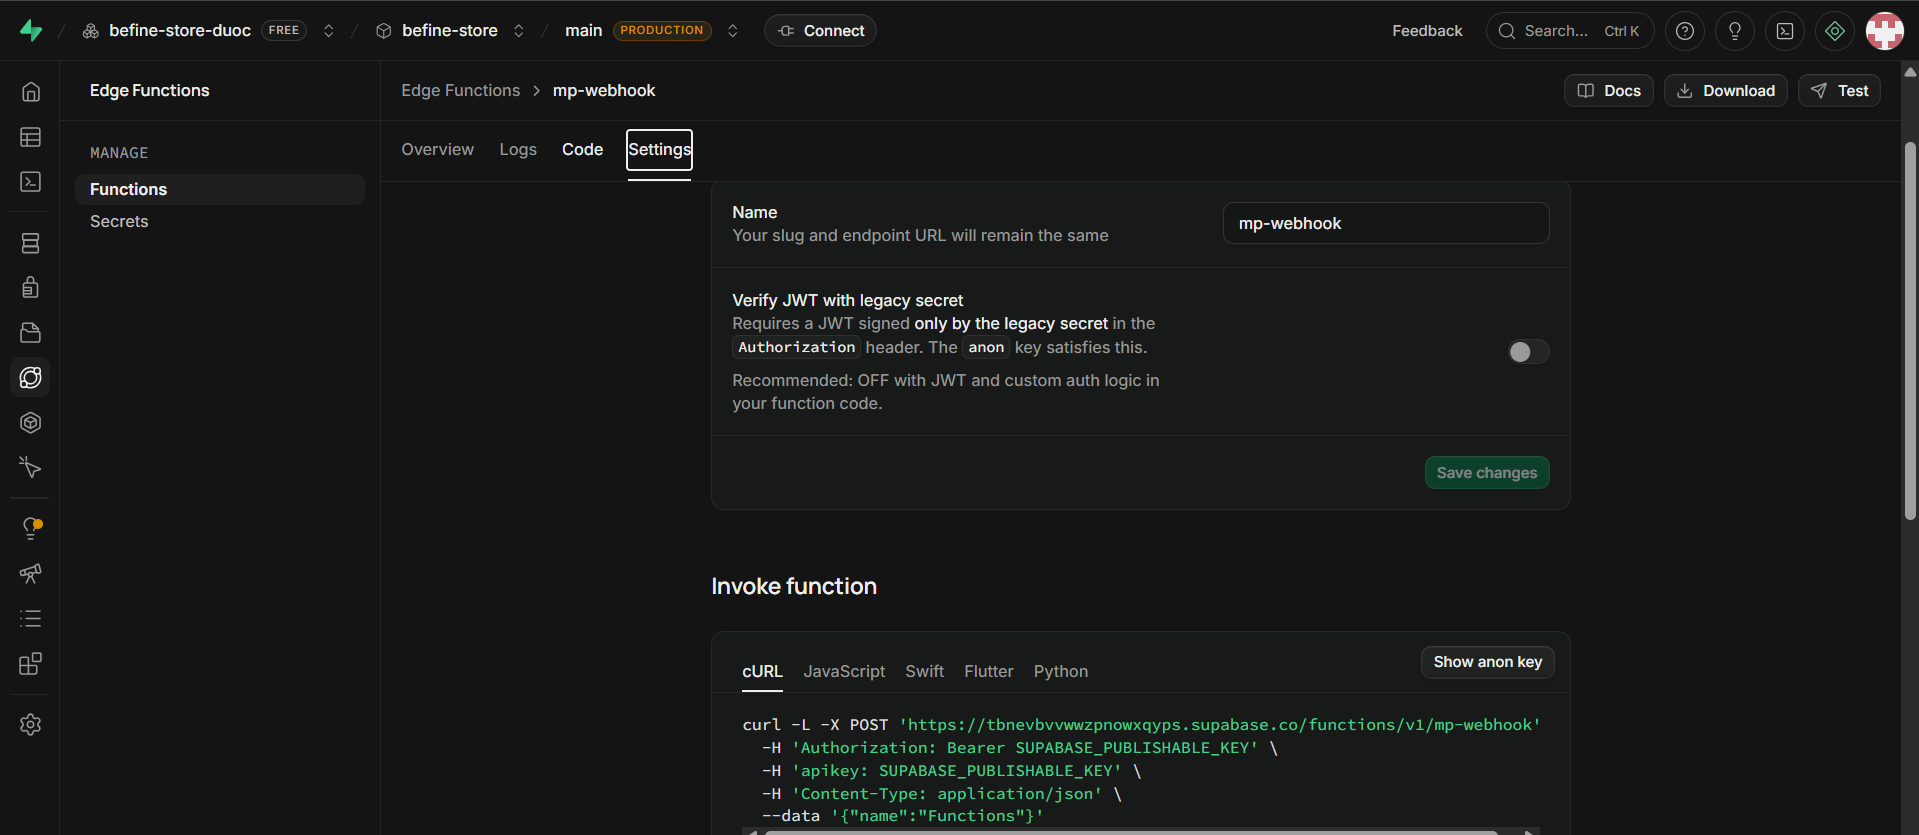 befine-store-duoc FREE befine-store main PRODUCTION Connect Feedback Search... Ctrl K
Edge Functions
Edge Functions > mp-webhook
Docs Download Test
MANAGE
Functions
Secrets
Overview Logs Code Settings
Name
Your slug and endpoint URL will remain the same
mp-webhook
Verify JWT with legacy secret
Requires a JWT signed only by the legacy secret in the
Authorization header. The anon key satisfies this.
Recommended: OFF with JWT and custom auth logic in
your function code.
Save changes
Invoke function
cURL JavaScript Swift Flutter Python
Show anon key
curl -L -X POST 'https://tbnevbvvwwzpnowxqyps.supabase.co/functions/v1/mp-webhook'
-H 'Authorization: Bearer SUPABASE_PUBLISHABLE_KEY' \
-H 'apikey: SUPABASE_PUBLISHABLE_KEY' \
-H 'Content-Type: application/json' \
--data '{"name":"Functions"}'